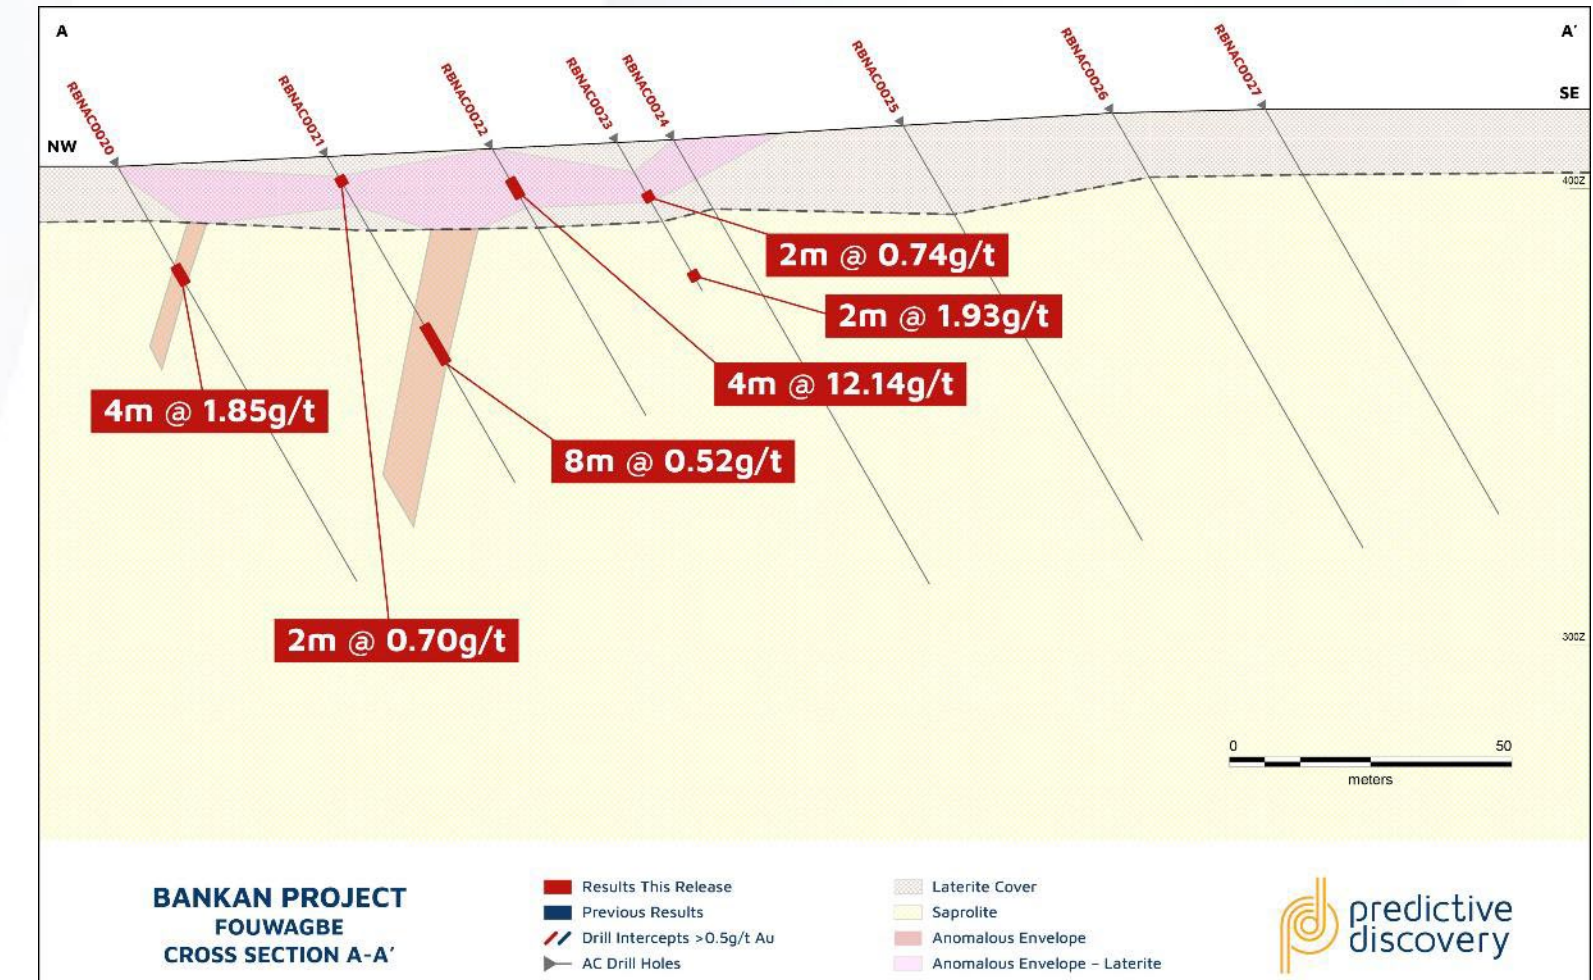 A
A′
RBNAC0020
RBNAC0021
RBNAC0022
RBNAC0023
RBNAC0024
RBNAC0025
RBNAC0026
RBNAC0027
NW
SE
400Z
2m @ 0.74g/t
2m @ 1.93g/t
4m @ 12.14g/t
4m @ 1.85g/t
8m @ 0.52g/t
2m @ 0.70g/t
300Z
0 50
meters
BANKAN PROJECT
FOUWAGBE
CROSS SECTION A-A′
Results This Release
Previous Results
Drill Intercepts >0.5g/t Au
AC Drill Holes
Laterite Cover
Saprolite
Anomalous Envelope
Anomalous Envelope – Laterite
predictive
discovery